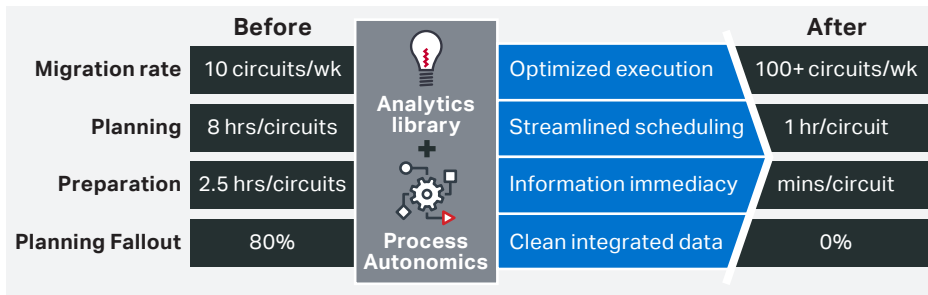 Before
After
Migration rate
10 circuits/wk
Optimized execution
100+ circuits/wk
Analytics
library
+
Process
Autonomics
Planning
8 hrs/circuits
Streamlined scheduling
1 hr/circuit
Preparation
2.5 hrs/circuits
Information immediacy
mins/circuit
Planning Fallout
80%
Clean integrated data
0%